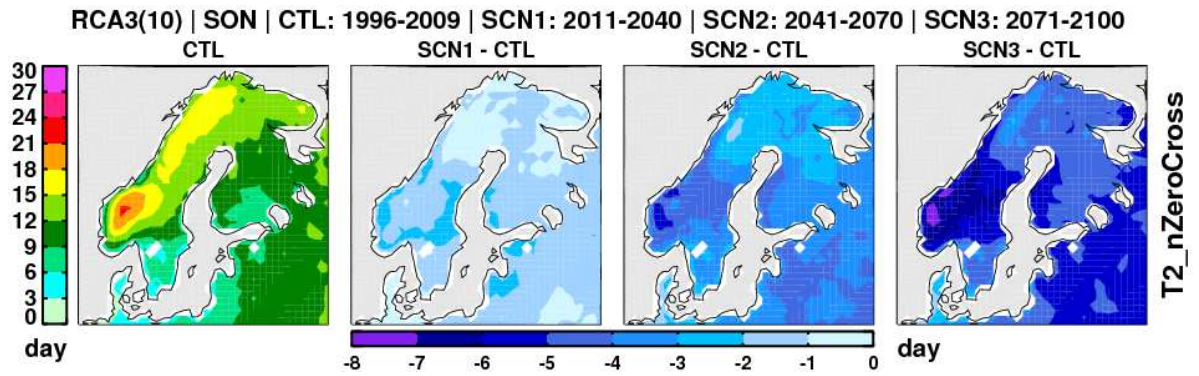 RCA3(10) | SON | CTL: 1996-2009 | SCN1: 2011-2040 | SCN2: 2041-2070 | SCN3: 2071-2100
CTL
SCN1 - CTL
SCN2 - CTL
SCN3 - CTL
30
27
24
21
18
15
12
9
6
3
0
day
-8
-7
-6
-5
-4
-3
-2
-1
0
day
T2_nZeroCross